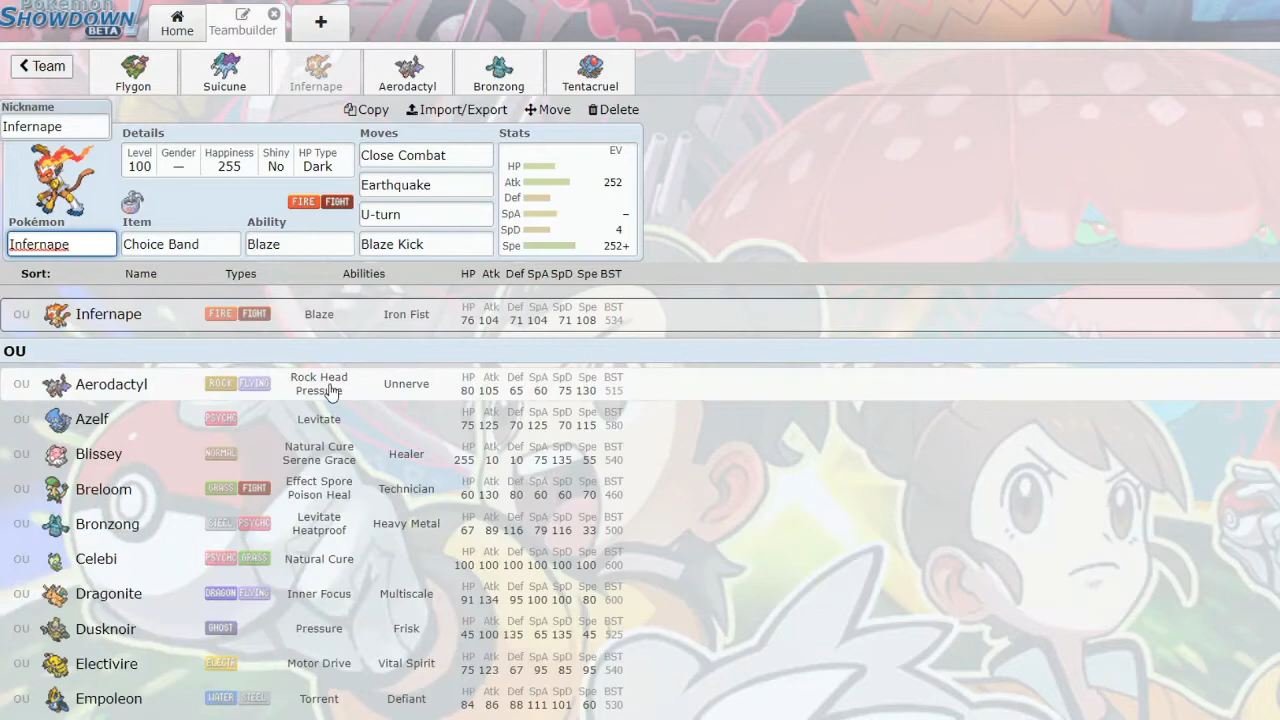 Pokémon
SHOWDOWN
BETA
Home
Teambuilder
+
Team
Flygon
Suicune
Infernape
Aerodactyl
Bronzong
Tentacruel
Copy
Import/Export
Move
Delete
Nickname
Infernape
Details
Level Gender Happiness Shiny HP Type
100 — 255 No Dark
FIRE FIGHT
Pokémon
Infernape
Item
Choice Band
Ability
Blaze
Moves
Close Combat
Earthquake
U-turn
Blaze Kick
Stats
EV
HP
Atk 252
Def
SpA –
SpD 4
Spe 252+
Sort: Name Types Abilities HP Atk Def SpA SpD Spe BST
OU Infernape FIRE FIGHT Blaze Iron Fist HP Atk Def SpA SpD Spe BST
76 104 71 104 71 108 534
OU
OU Aerodactyl ROCK FLYING Rock Head Unnerve HP Atk Def SpA SpD Spe BST
Pressure 80 105 65 60 75 130 515
OU Azelf PSYCHC Levitate HP Atk Def SpA SpD Spe BST
75 125 70 125 70 115 580
OU Blissey NORMAL Natural Cure Healer HP Atk Def SpA SpD Spe BST
Serene Grace 255 10 10 75 135 55 540
OU Breloom GRASS FIGHT Effect Spore Technician HP Atk Def SpA SpD Spe BST
Poison Heal 60 130 80 60 60 70 460
OU Bronzong STEEL PSYCHC Levitate Heavy Metal HP Atk Def SpA SpD Spe BST
Heatproof 67 89 116 79 116 33 500
OU Celebi PSYCHC GRASS Natural Cure HP Atk Def SpA SpD Spe BST
100 100 100 100 100 100 600
OU Dragonite DRAGON FLYING Inner Focus Multiscale HP Atk Def SpA SpD Spe BST
91 134 95 100 100 80 600
OU Dusknoir GHOST Pressure Frisk HP Atk Def SpA SpD Spe BST
45 100 135 65 135 45 525
OU Electivire ELECTR Motor Drive Vital Spirit HP Atk Def SpA SpD Spe BST
75 123 67 95 85 95 540
OU Empoleon WATER STEEL Torrent Defiant HP Atk Def SpA SpD Spe BST
84 86 88 111 101 60 530